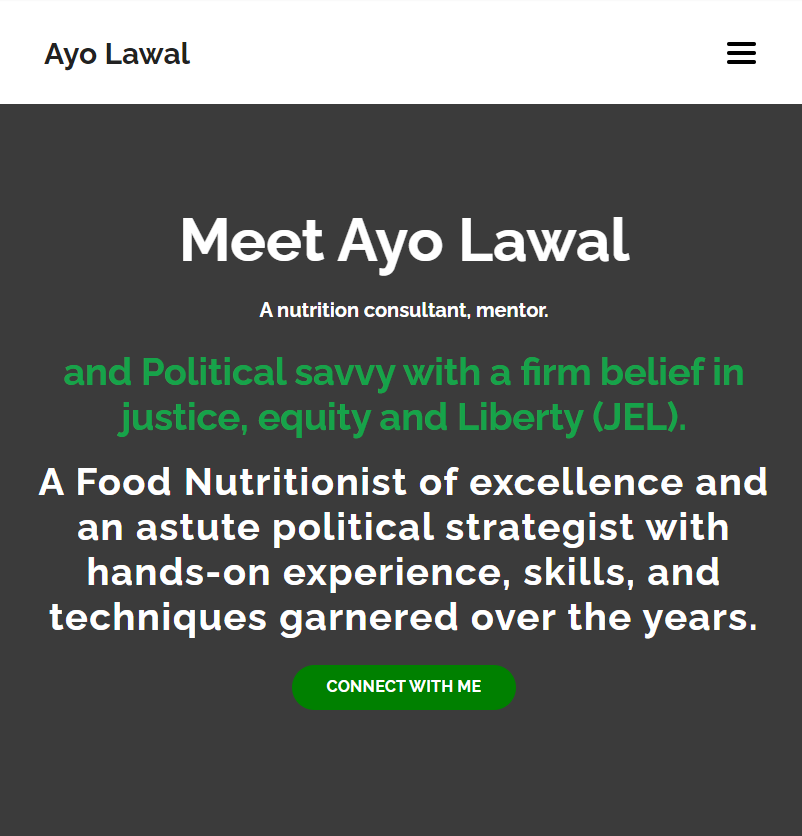 Ayo Lawal
Meet Ayo Lawal
A nutrition consultant, mentor.
and Political savvy with a firm belief in
justice, equity and Liberty (JEL).
A Food Nutritionist of excellence and
an astute political strategist with
hands-on experience, skills, and
techniques garnered over the years.
CONNECT WITH ME